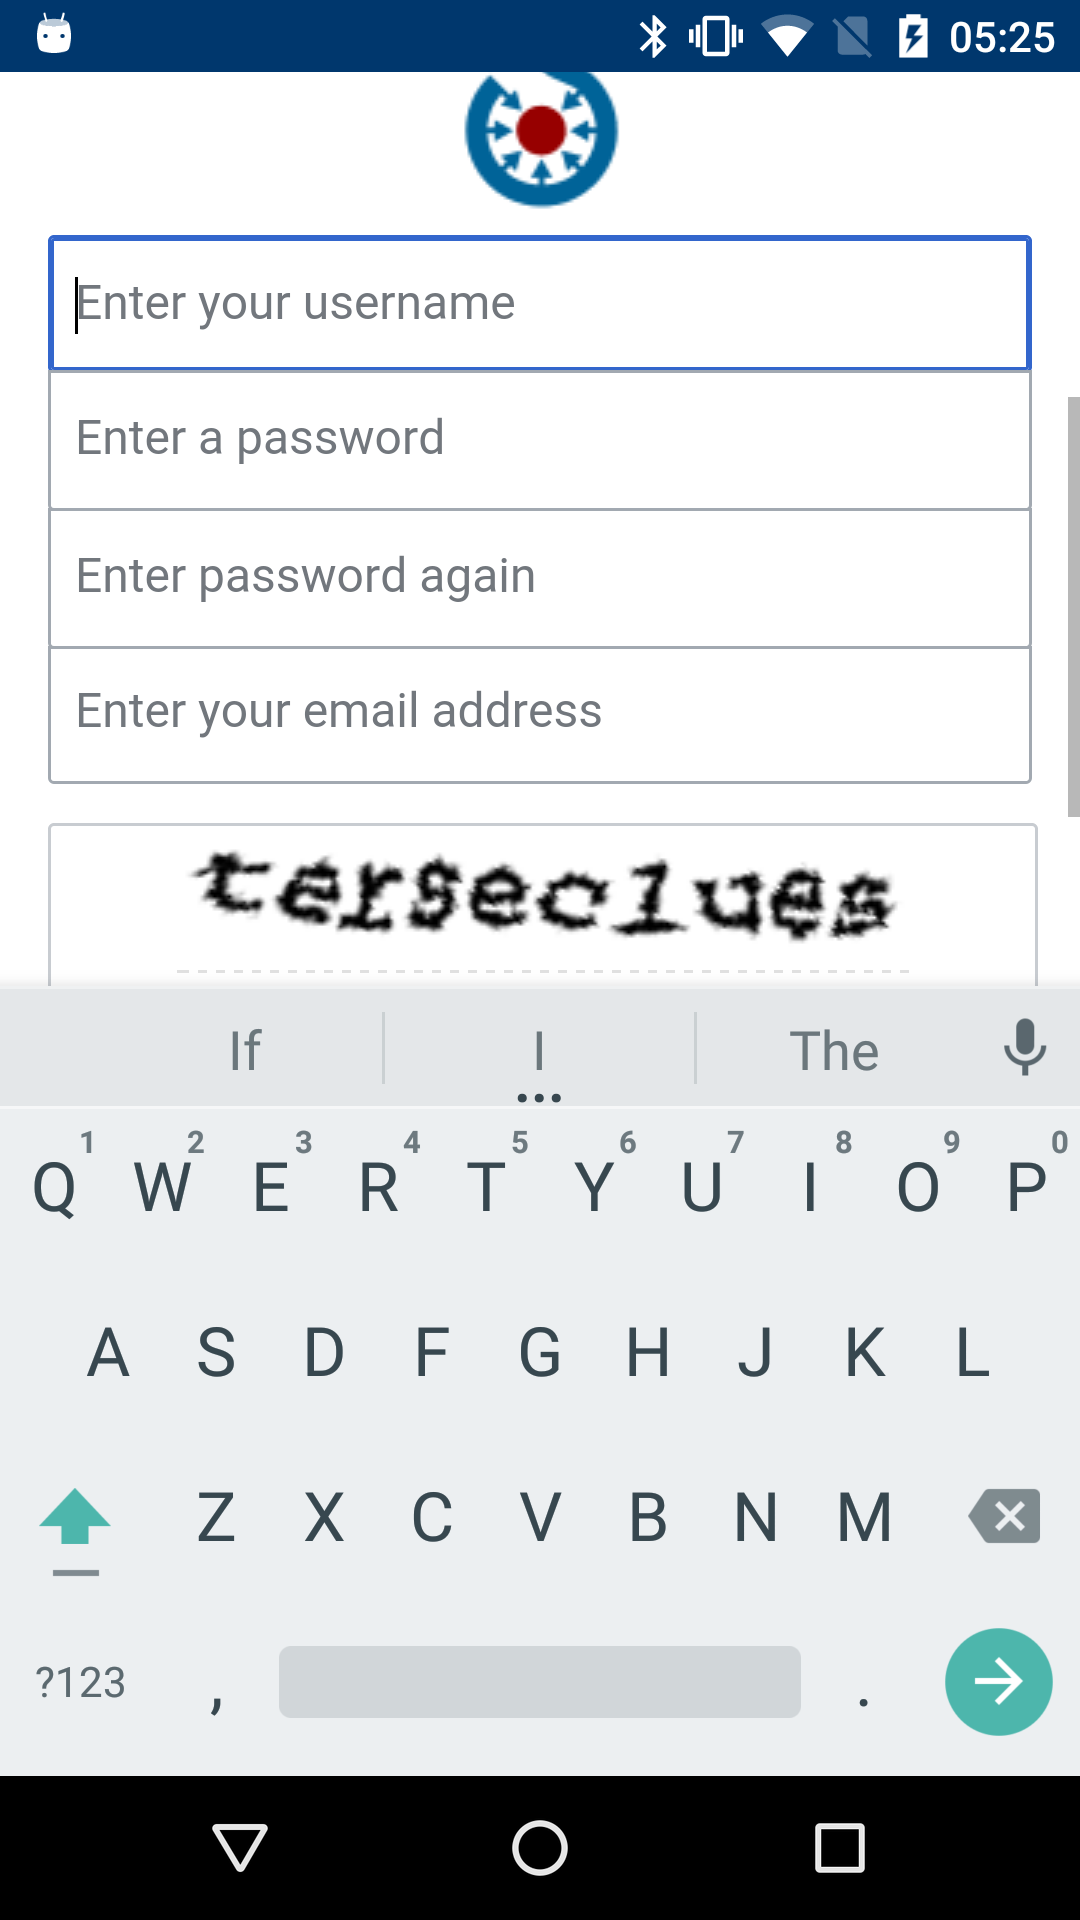 05:25
Enter your username
Enter a password
Enter password again
Enter your email address
terseclues
If I The
1 2 3 4 5 6 7 8 9 0
Q W E R T Y U I O P
A S D F G H J K L
Z X C V B N M
?123 , .